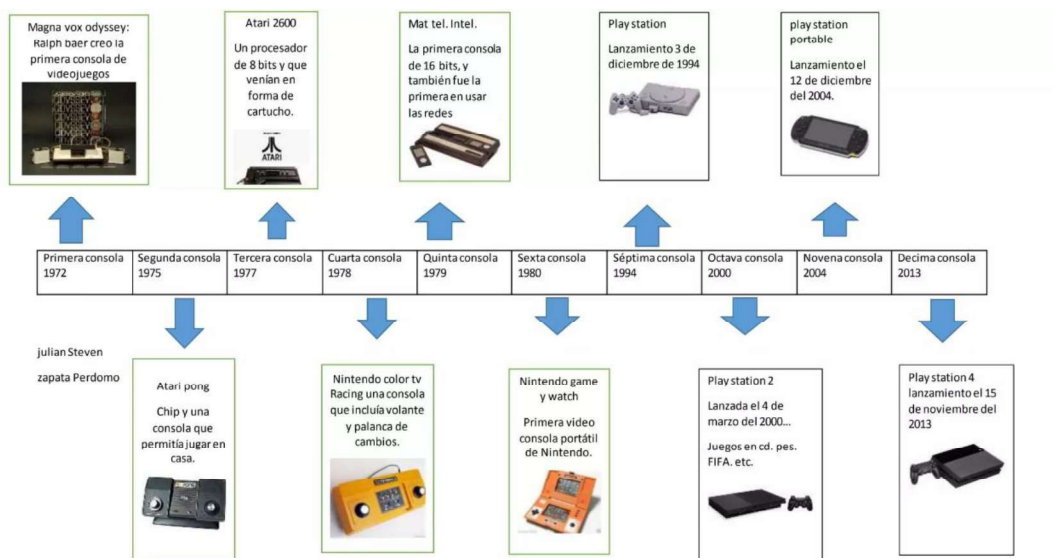 Magna vox odyssey:
Ralph baer creo la
primera consola de
videojuegos
Atari 2600
Un procesador
de 8 bits y que
venían en
forma de
cartucho.
ATARI
Mat tel. Intel.
La primera consola
de 16 bits, y
también fue la
primera en usar
las redes
Play station
Lanzamiento 3 de
diciembre de 1994
play station
portable
Lanzamiento el
12 de diciembre
del 2004.
Primera consola
1972
Segunda consola
1975
Tercera consola
1977
Cuarta consola
1978
Quinta consola
1979
Sexta consola
1980
Séptima consola
1994
Octava consola
2000
Novena consola
2004
Decima consola
2013
julian Steven
zapata Perdomo
Atari pong
Chip y una
consola que
permitía jugar en
casa.
Nintendo color tv
Racing una consola
que incluía volante
y palanca de
cambios.
Nintendo game
y watch
Primera video
consola portátil
de Nintendo.
Play station 2
Lanzada el 4 de
marzo del 2000...
Juegos en cd. pes.
FIFA. etc.
Play station 4
lanzamiento el 15
de noviembre del
2013